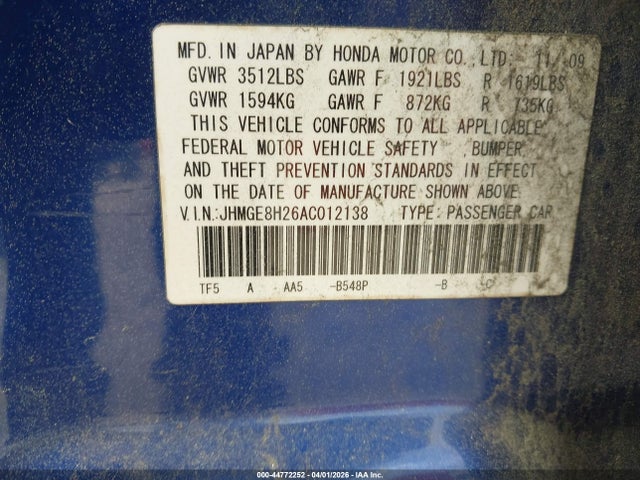 MFD. IN JAPAN BY HONDA MOTOR CO., LTD. 11/09
GVWR 3512LBS GAWR F 1921LBS R 1619LBS
GVWR 1594KG GAWR F 872KG R 735KG
THIS VEHICLE CONFORMS TO ALL APPLICABLE
FEDERAL MOTOR VEHICLE SAFETY , BUMPER
AND THEFT PREVENTION STANDARDS IN EFFECT
ON THE DATE OF MANUFACTURE SHOWN ABOVE.
V.I.N.:JHMGE8H26AC012138 TYPE: PASSENGER CAR
TF5 A AA5 -B548P -B C
000-44772252 - 04/01/2026 - IAA Inc.